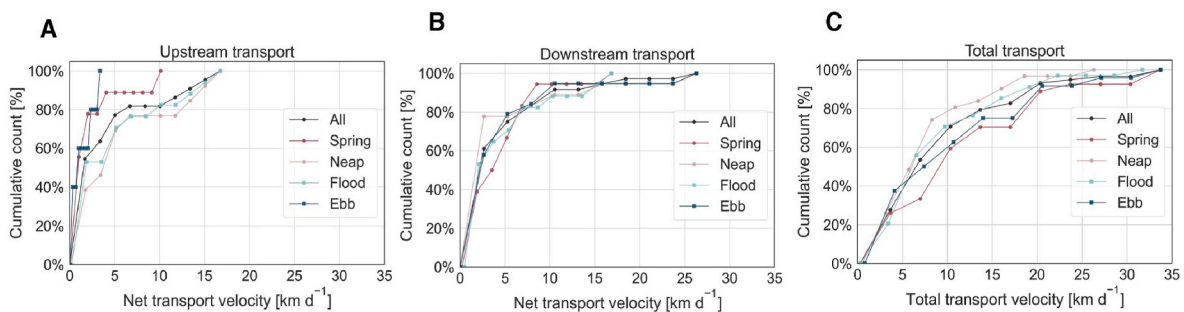 A
Upstream transport
Cumulative count [%]
100%
80%
60%
40%
20%
0%
All
Spring
Neap
Flood
Ebb
0 5 10 15 20 25 30 35
Net transport velocity [km d⁻¹]
B
Downstream transport
Cumulative count [%]
100%
80%
60%
40%
20%
0%
All
Spring
Neap
Flood
Ebb
0 5 10 15 20 25 30 35
Net transport velocity [km d⁻¹]
C
Total transport
Cumulative count [%]
100%
80%
60%
40%
20%
0%
All
Spring
Neap
Flood
Ebb
0 5 10 15 20 25 30 35
Total transport velocity [km d⁻¹]